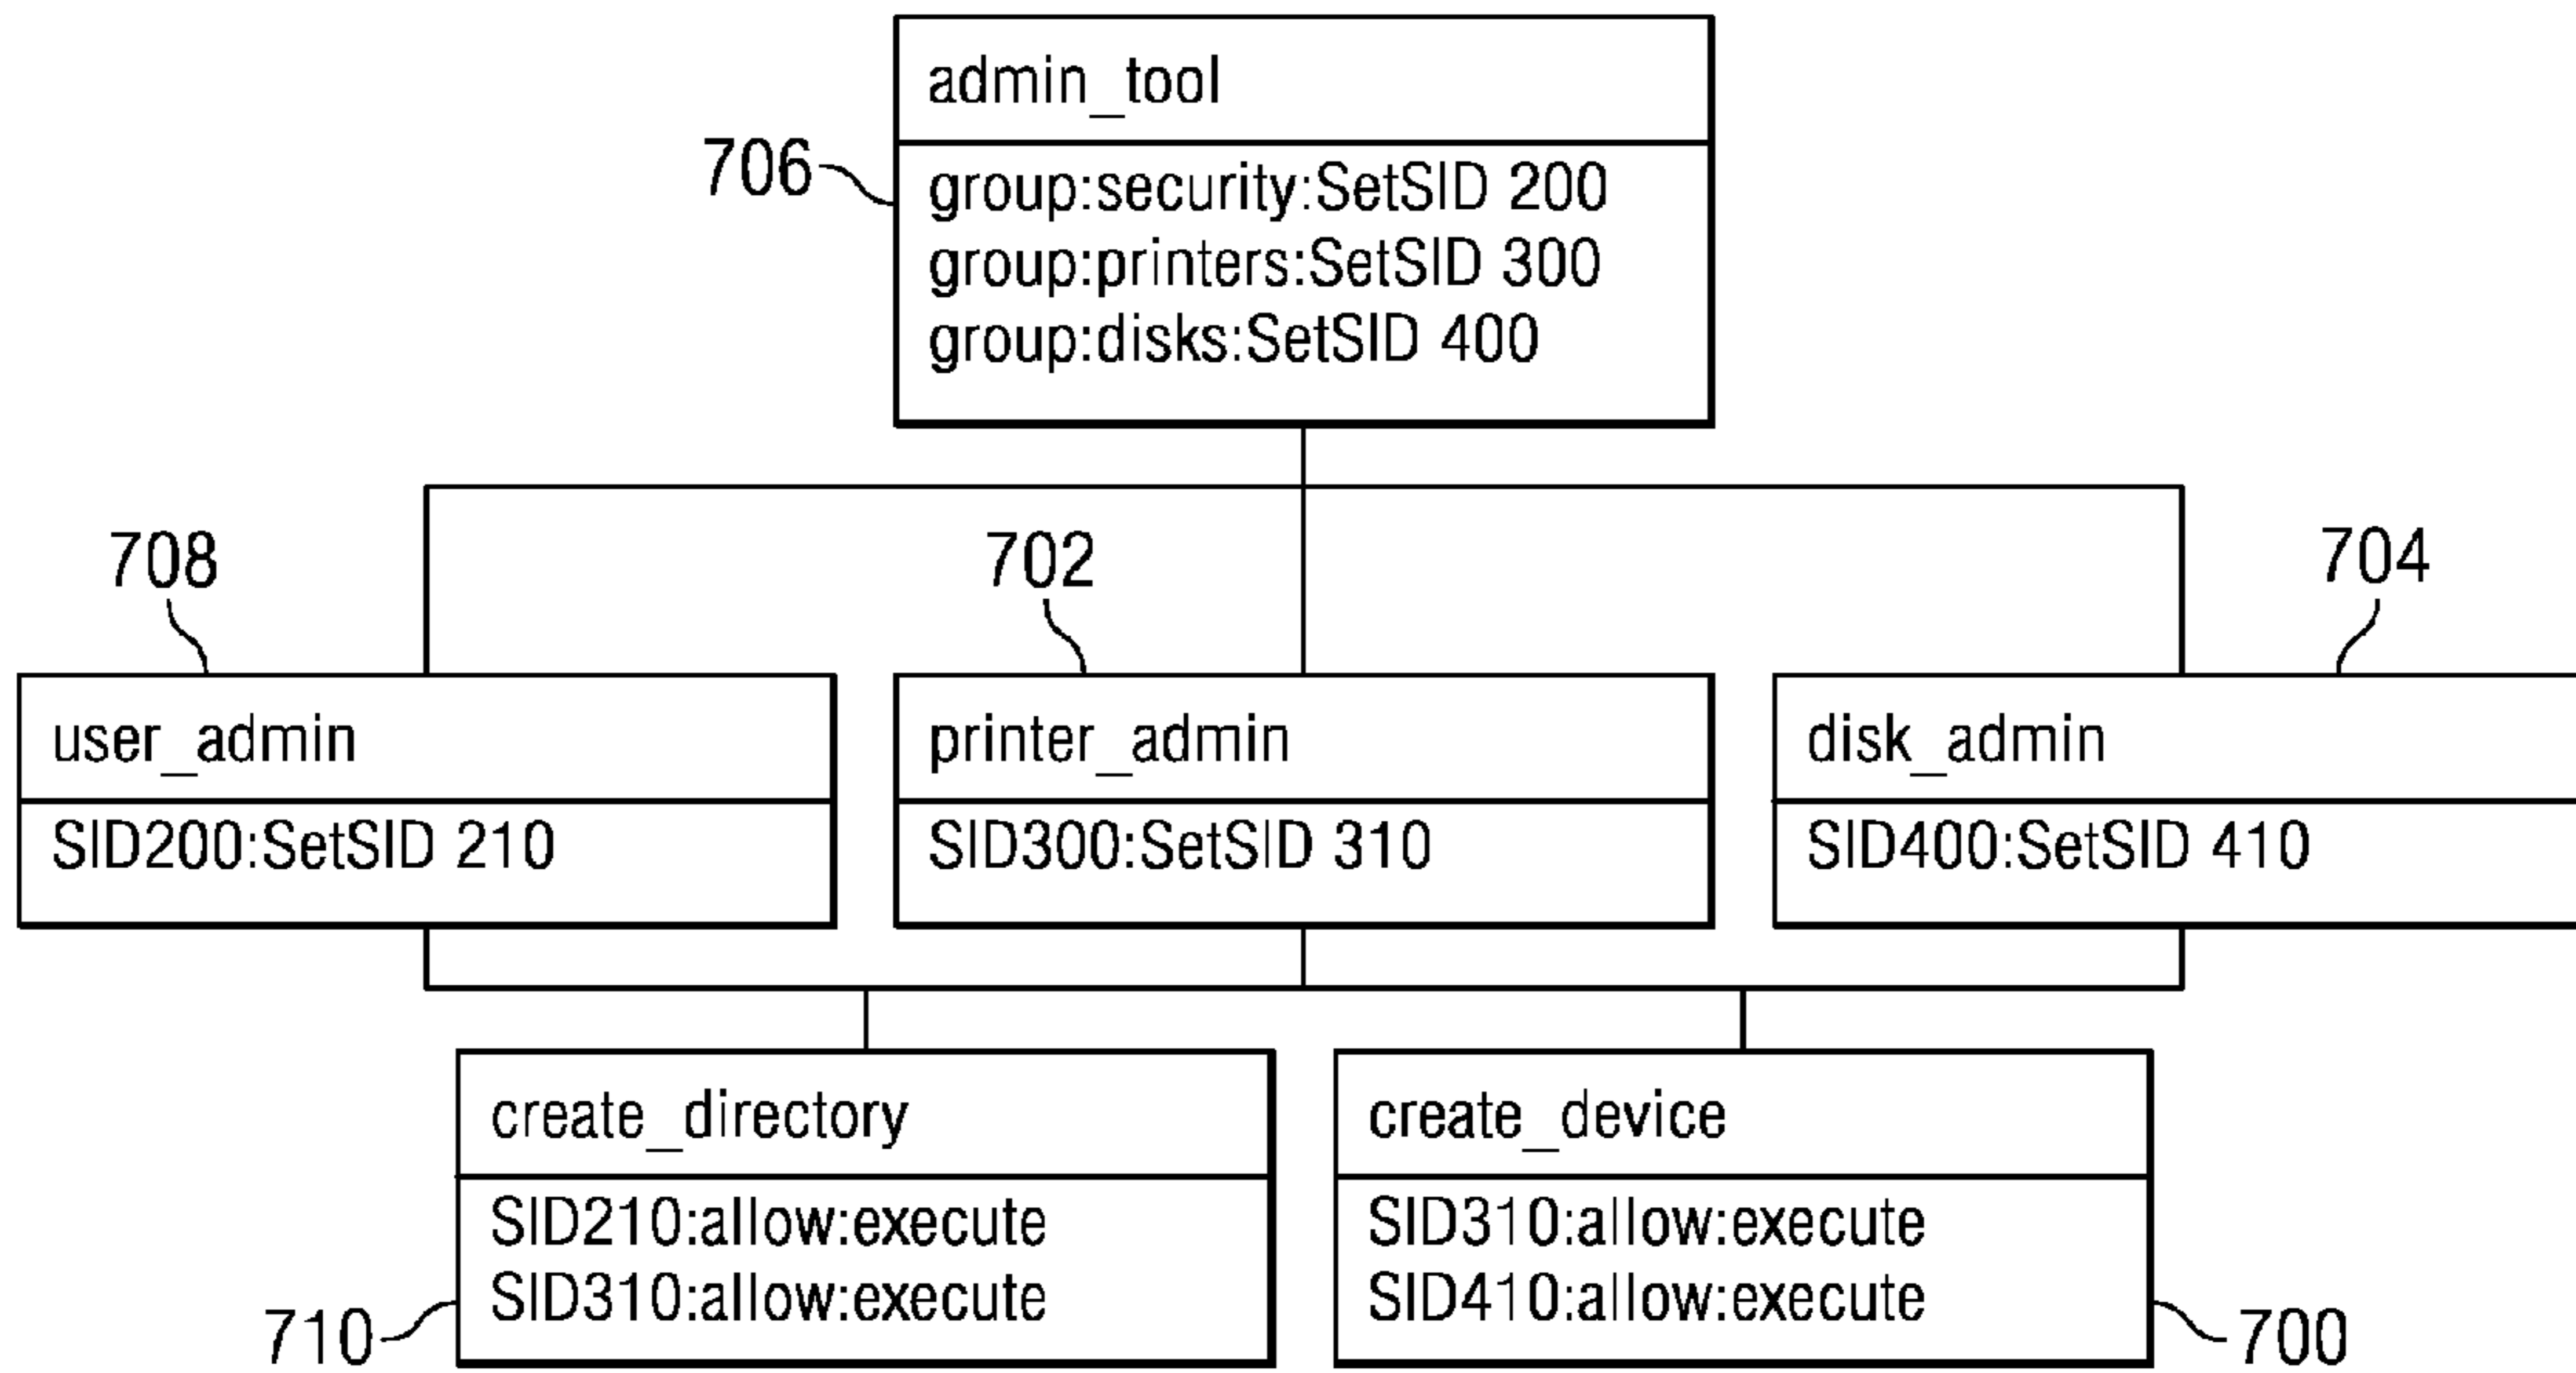 admin_tool
706
group:security:SetSID 200
group:printers:SetSID 300
group:disks:SetSID 400
708
702
704
user_admin
SID200:SetSID 210
printer_admin
SID300:SetSID 310
disk_admin
SID400:SetSID 410
create_directory
SID210:allow:execute
SID310:allow:execute
710
create_device
SID310:allow:execute
SID410:allow:execute
700